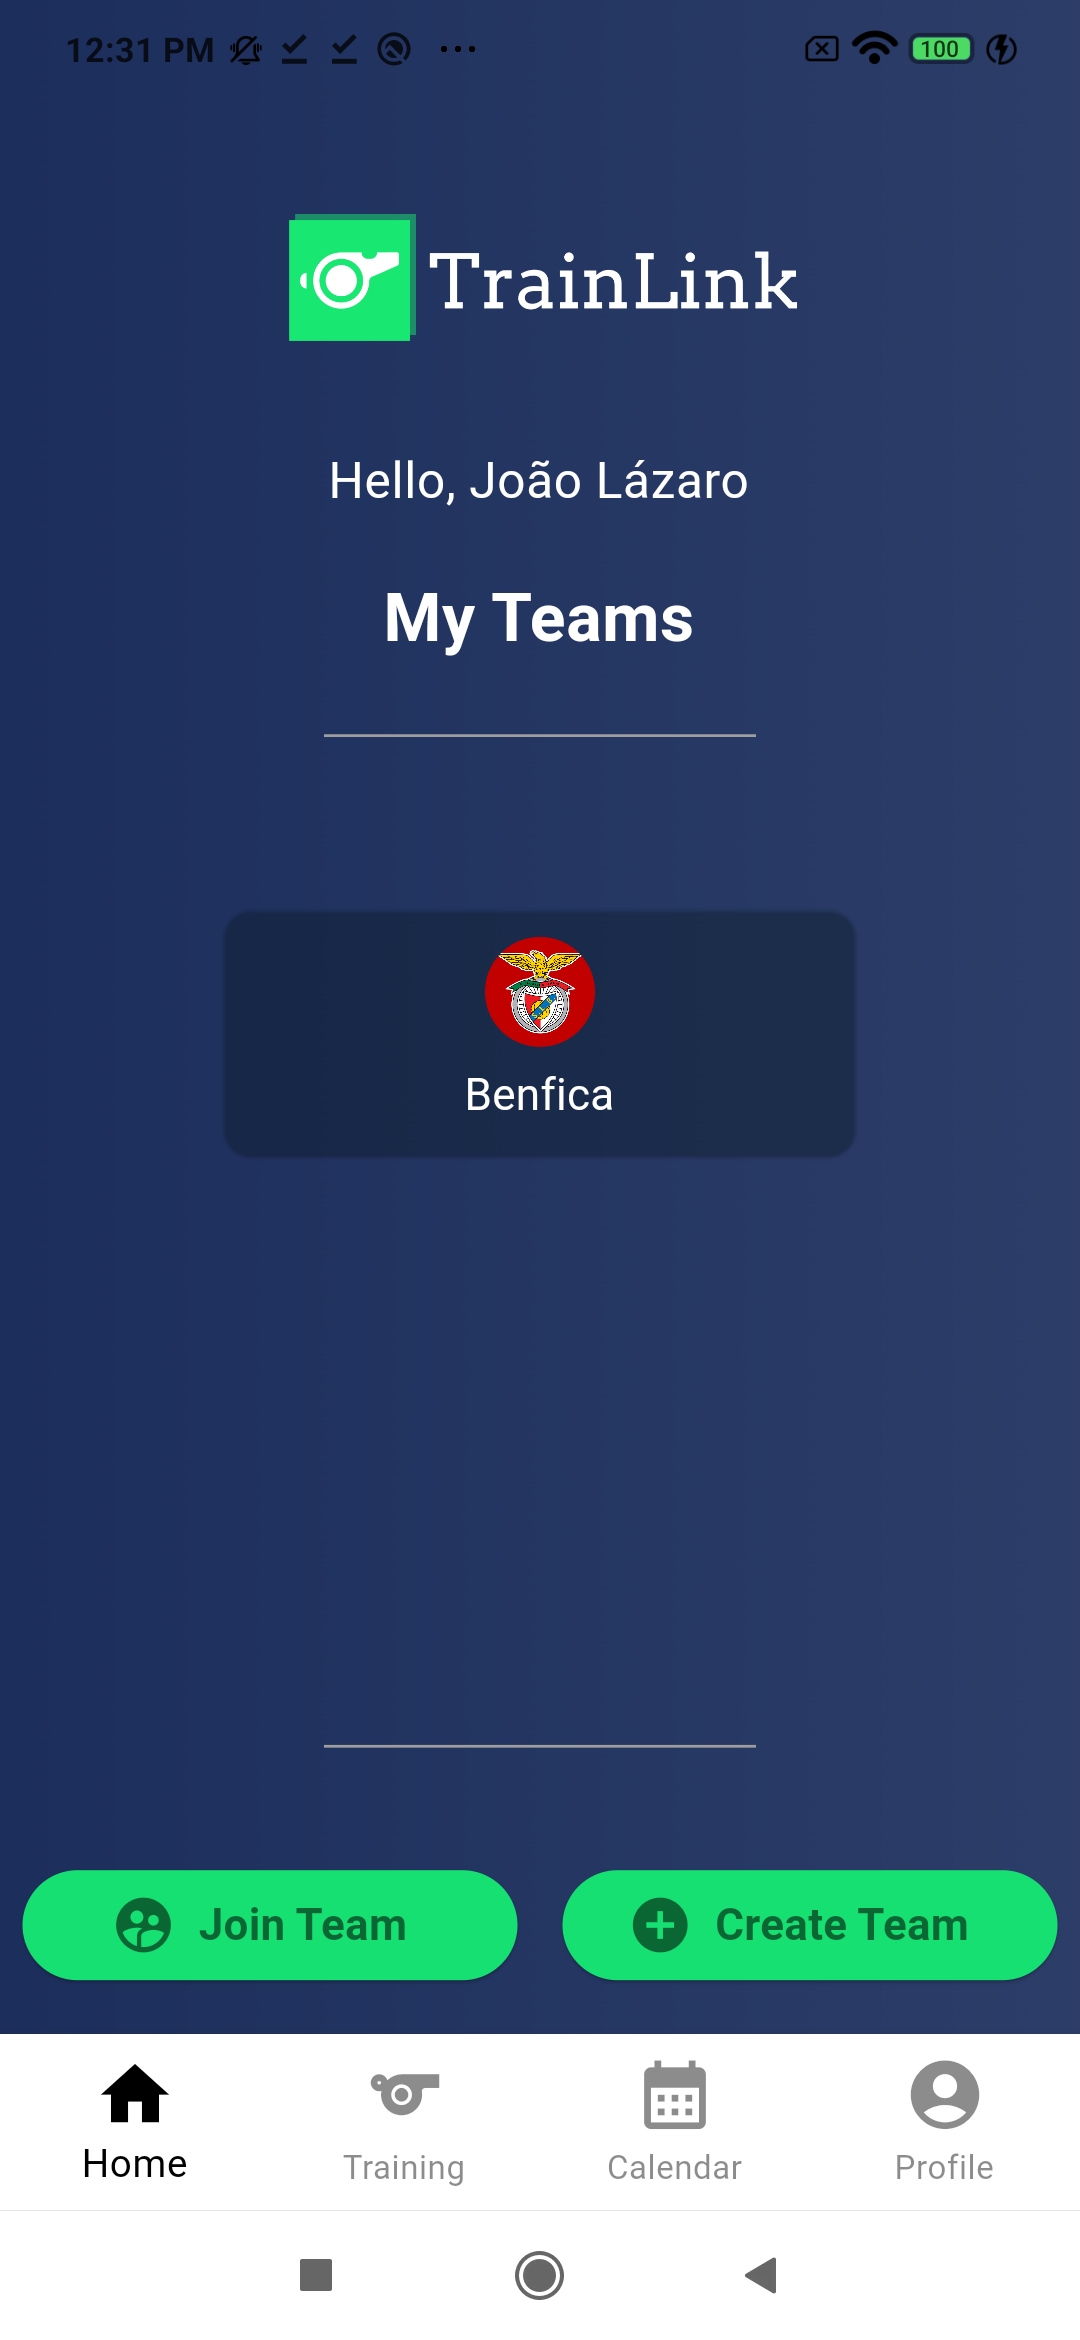 12:31 PM
100
TrainLink
Hello, João Lázaro
My Teams
Benfica
Join Team
Create Team
Home
Training
Calendar
Profile